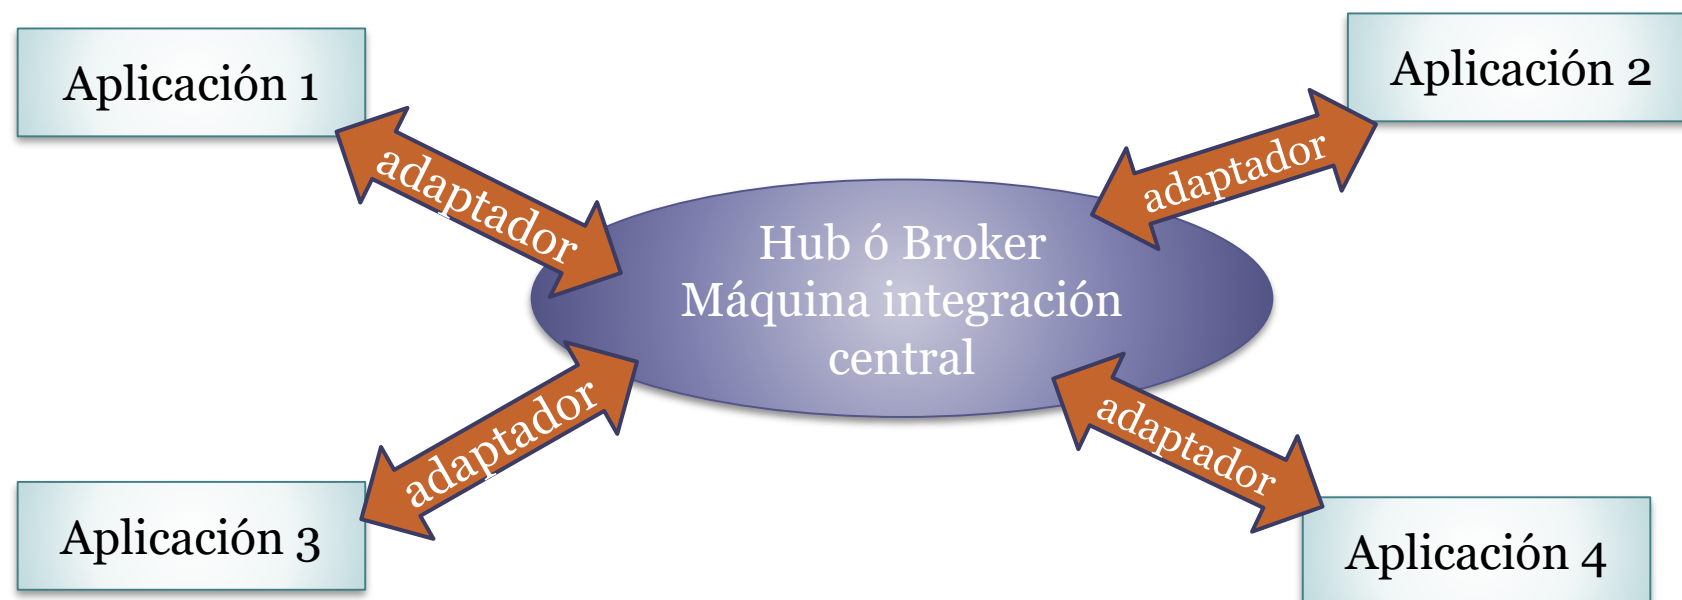 Aplicación 1
Aplicación 2
adaptador
adaptador
Hub ó Broker
Máquina integración
central
adaptador
adaptador
Aplicación 3
Aplicación 4